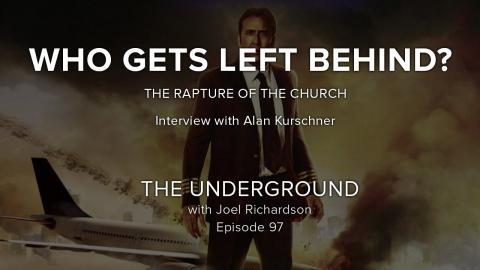 WHO GETS LEFT BEHIND?
THE RAPTURE OF THE CHURCH
Interview with Alan Kurschner
THE UNDERGROUND
with Joel Richardson
Episode 97